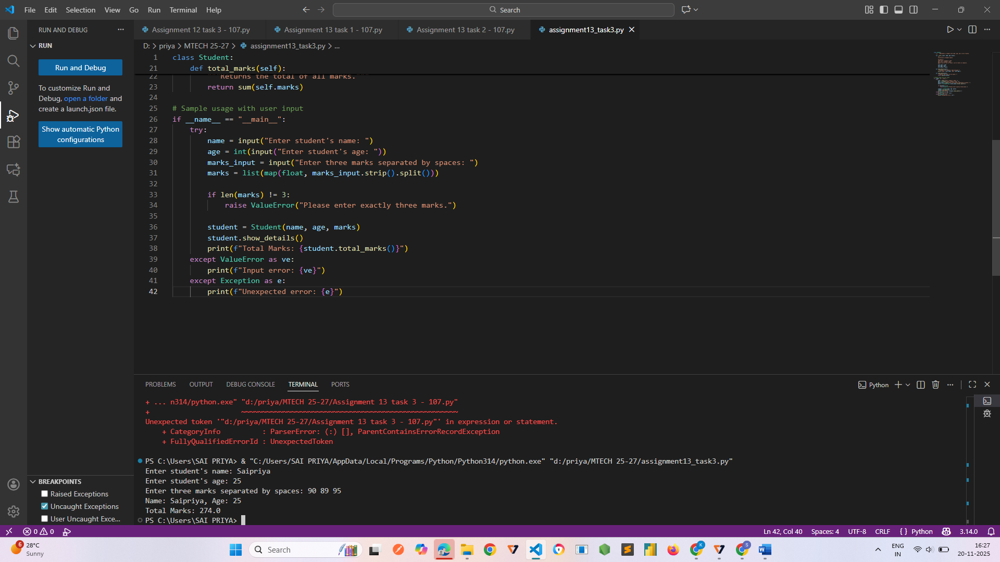 File Edit Selection View Go Run Terminal Help
Search
RUN AND DEBUG
Assignment 12 task 3 - 107.py
Assignment 13 task 1 - 107.py
Assignment 13 task 2 - 107.py
assignment13_task3.py
RUN
Run and Debug
To customize Run and
Debug, open a folder and
create a launch.json file.
Show automatic Python
configurations
D: > priya > MTECH 25-27 > assignment13_task3.py > ...
1 class Student:
21 def total_marks(self):
22 Returns the total of all marks.
23 return sum(self.marks)
24
25 # Sample usage with user input
26 if __name__ == "__main__":
27 try:
28 name = input("Enter student's name: ")
29 age = int(input("Enter student's age: "))
30 marks_input = input("Enter three marks separated by spaces: ")
31 marks = list(map(float, marks_input.strip().split()))
32
33 if len(marks) != 3:
34 raise ValueError("Please enter exactly three marks.")
35
36 student = Student(name, age, marks)
37 student.show_details()
38 print(f"Total Marks: {student.total_marks()}")
39 except ValueError as ve:
40 print(f"Input error: {ve}")
41 except Exception as e:
42 print(f"Unexpected error: {e}")
PROBLEMS OUTPUT DEBUG CONSOLE TERMINAL PORTS
Python
+ ... n314/python.exe" "d:/priya/MTECH 25-27/Assignment 13 task 3 - 107.py"
+ ~~~~~~~~~~~~~~~~~~~~~~~~~~~~~~~~~~~~~~~~~~~~~~~~~~
Unexpected token '"d:/priya/MTECH 25-27/Assignment 13 task 3 - 107.py"' in expression or statement.
+ CategoryInfo : ParserError: (:) [], ParentContainsErrorRecordException
+ FullyQualifiedErrorId : UnexpectedToken
PS C:\Users\SAI PRIYA> & "C:/Users/SAI PRIYA/AppData/Local/Programs/Python/Python314/python.exe" "d:/priya/MTECH 25-27/assignment13_task3.py"
Enter student's name: Saipriya
Enter student's age: 25
Enter three marks separated by spaces: 90 89 95
Name: Saipriya, Age: 25
Total Marks: 274.0
PS C:\Users\SAI PRIYA>
BREAKPOINTS
Raised Exceptions
Uncaught Exceptions
User Uncaught Exce...
0 0
Ln 42, Col 40 Spaces: 4 UTF-8 CRLF { } Python 3.14.0
6
28°C
Sunny
Search
K
S
ENG
IN
16:27
20-11-2025